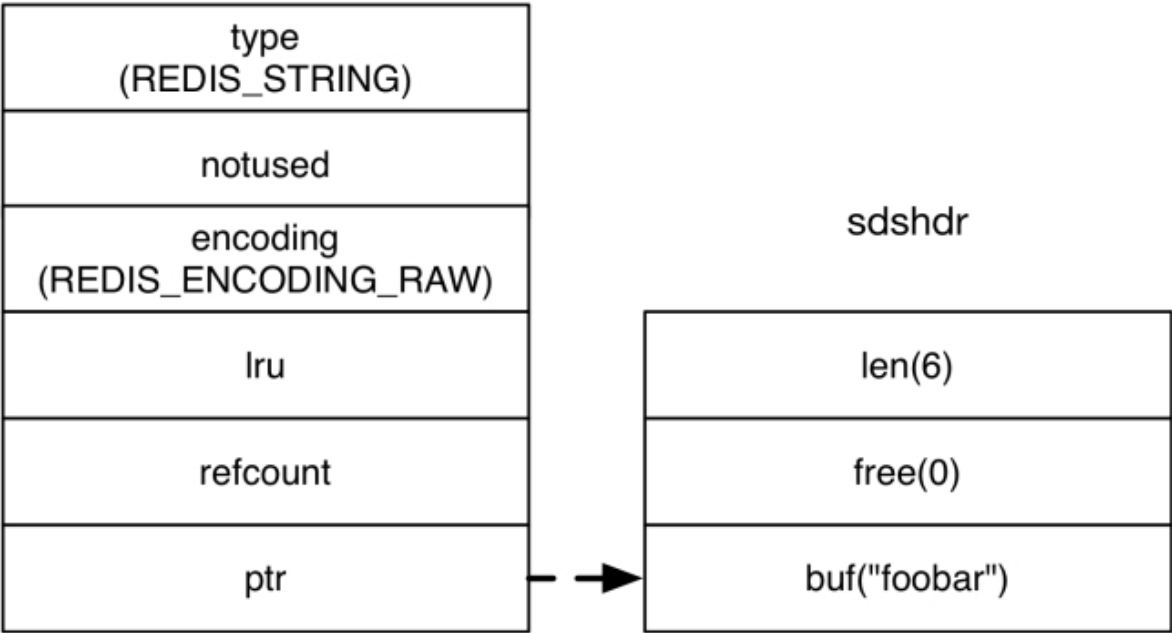 type
(REDIS_STRING)
notused
encoding
(REDIS_ENCODING_RAW)
lru
refcount
ptr
sdshdr
len(6)
free(0)
buf("foobar")